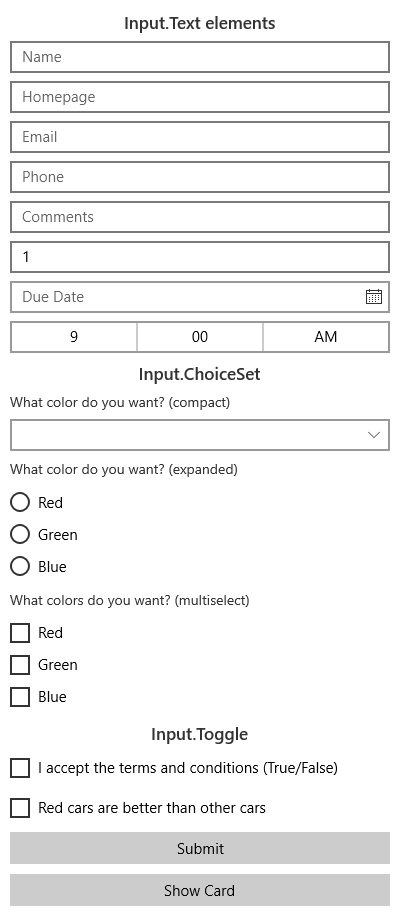 Input.Text elements
Name
Homepage
Email
Phone
Comments
1
Due Date
9 00 AM
Input.ChoiceSet
What color do you want? (compact)
What color do you want? (expanded)
Red
Green
Blue
What colors do you want? (multiselect)
Red
Green
Blue
Input.Toggle
I accept the terms and conditions (True/False)
Red cars are better than other cars
Submit
Show Card